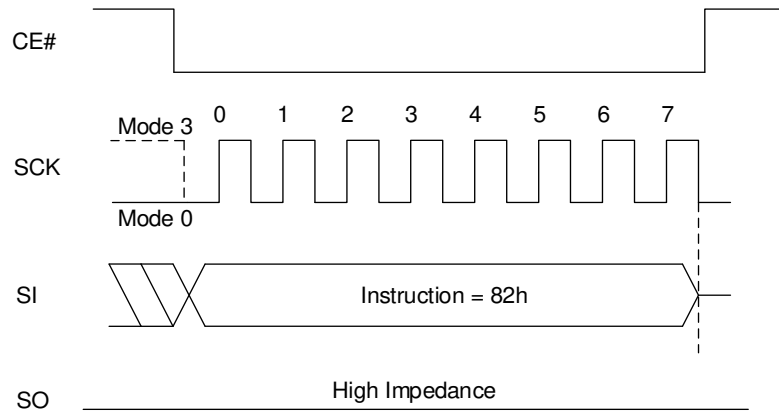 CE#
0 1 2 3 4 5 6 7
Mode 3
SCK
Mode 0
SI
Instruction = 82h
High Impedance
SO